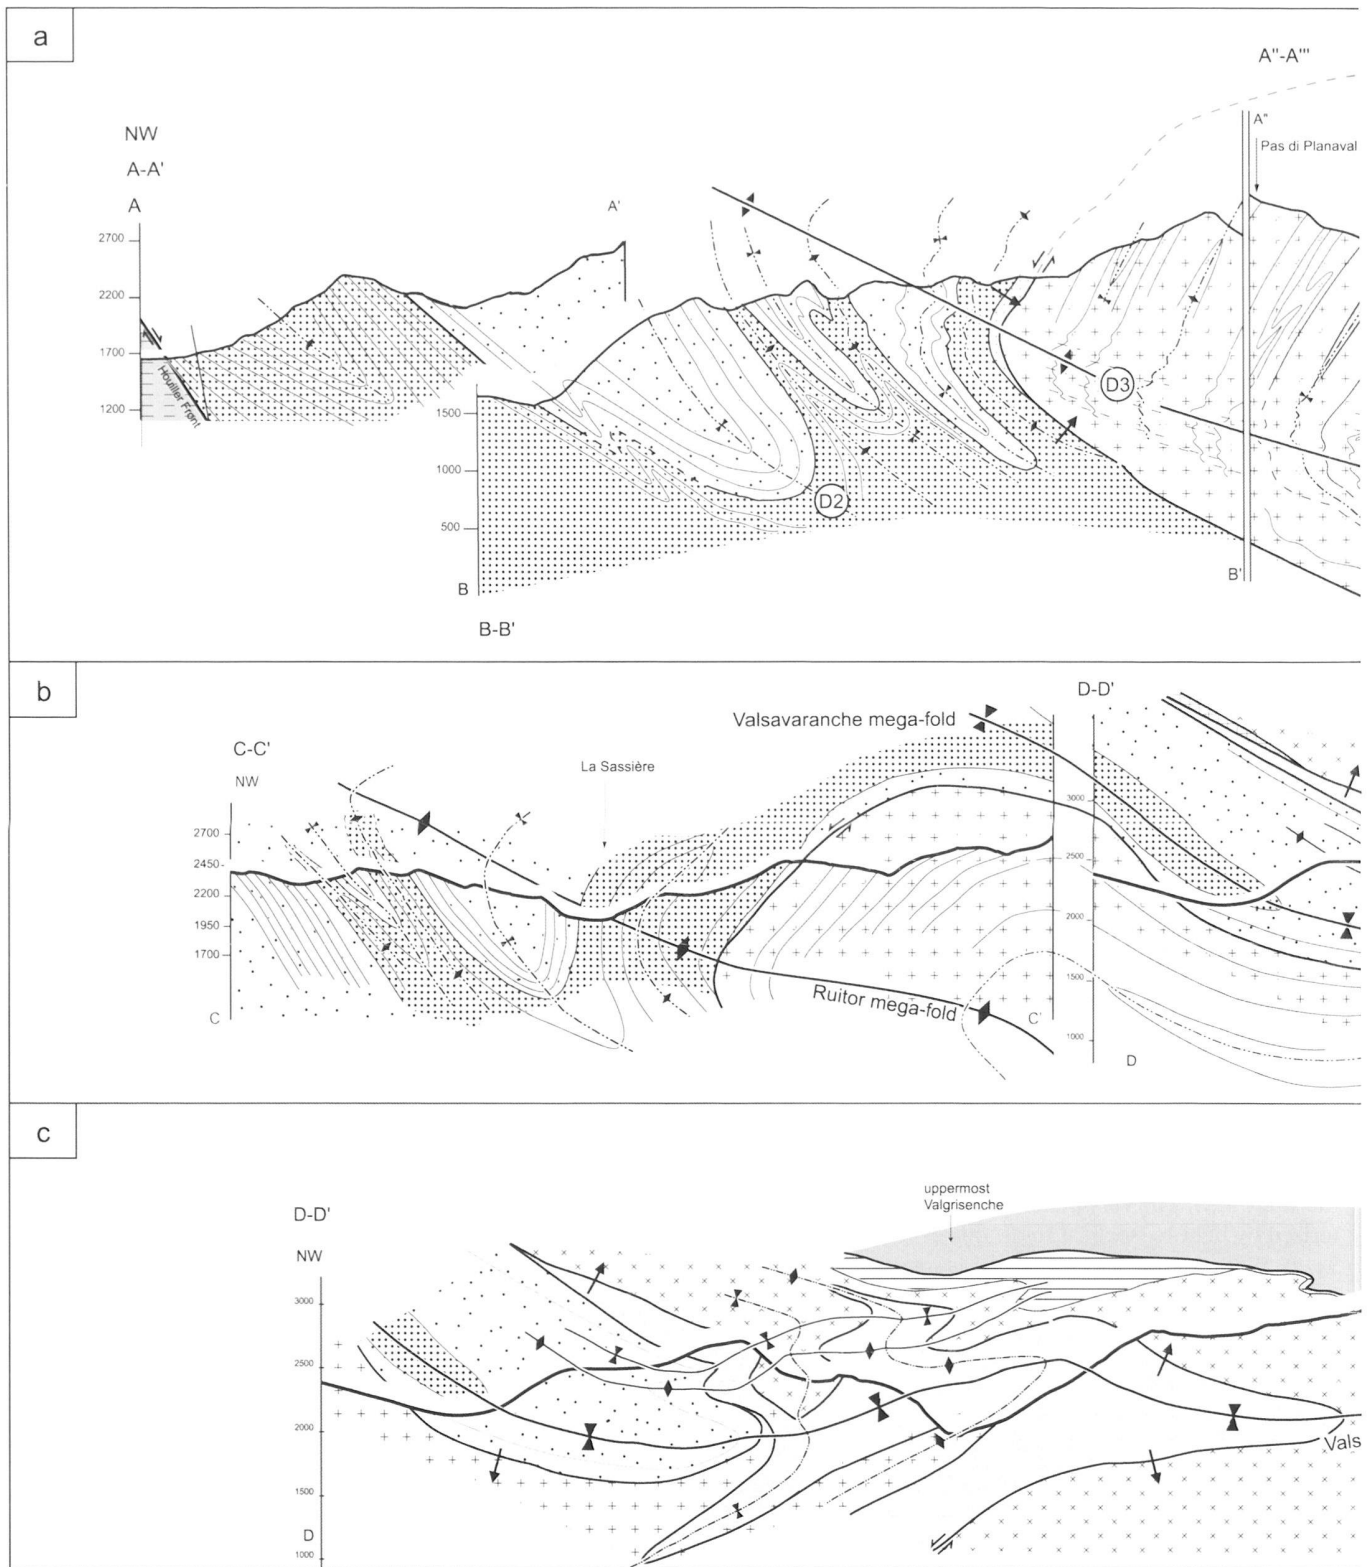 a
A"-A'"
NW
A-A'
A
A'
A"
Pas di Planaval
2700
2200
1700
1200
Houiller Front
D3
1500
1000
500
D2
B
B'
B-B'
b
D-D'
Valsavaranche mega-fold
C-C'
NW
La Sassière
2700
2450
2200
1950
1700
3000
2500
2000
1500
1000
Ruitor mega-fold
C
C'
D
c
uppermost
Valgrisenche
D-D'
NW
3000
2500
2000
1500
1000
Vals
D